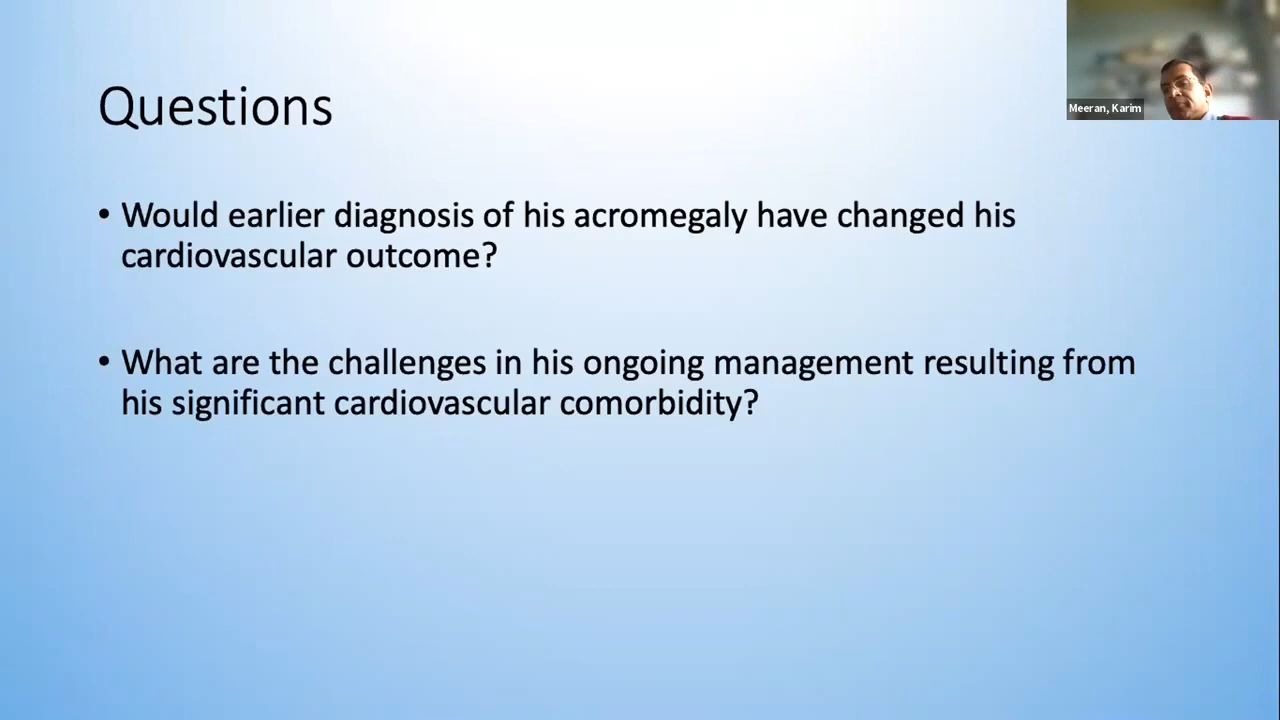 Meeran, Karim
Questions
• Would earlier diagnosis of his acromegaly have changed his
cardiovascular outcome?
• What are the challenges in his ongoing management resulting from
his significant cardiovascular comorbidity?